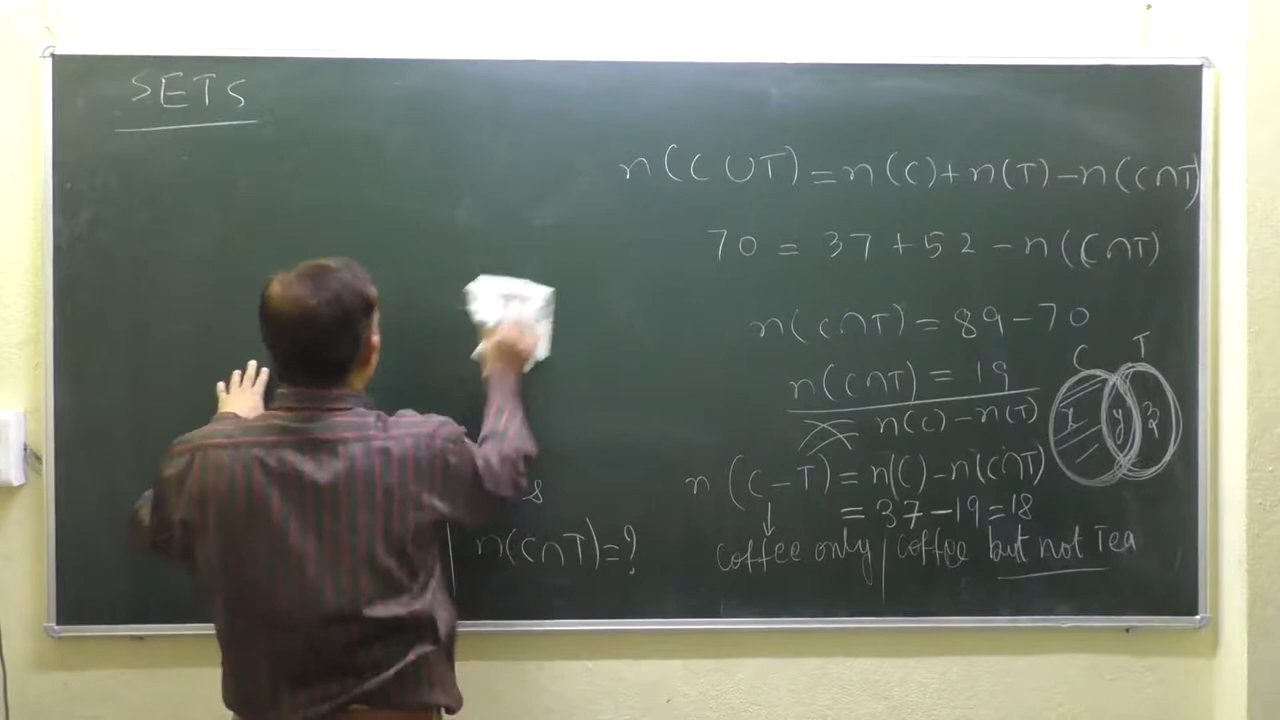 SETS
n(C∪T) = n(C) + n(T) - n(C∩T)
70 = 37 + 52 - n(C∩T)
n(C∩T) = 89 - 70
n(C∩T) = 19
n(C) - n(T)
C T
x y z
n(C-T) = n(C) - n(C∩T)
= 37 - 19 = 18
s
n(C∩T) = ?
coffee only | coffee but not Tea